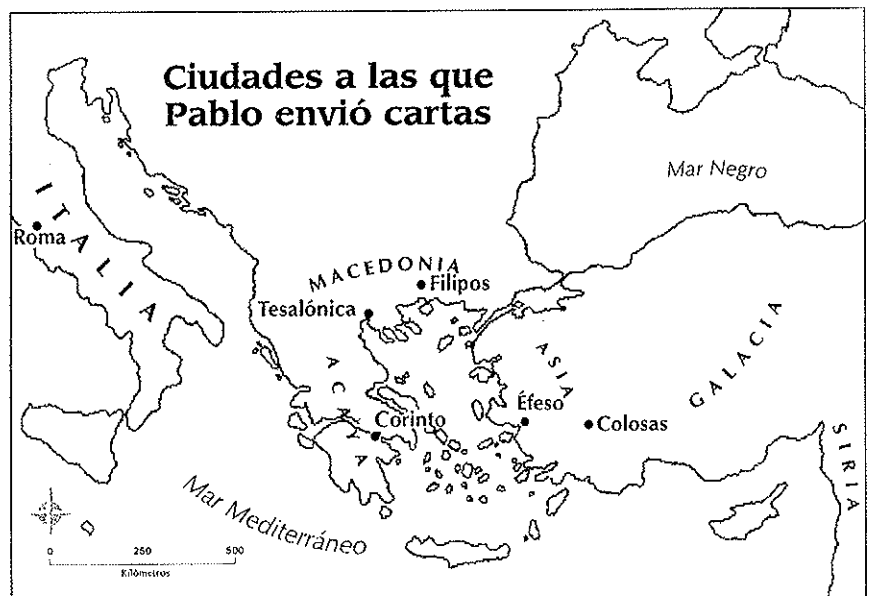 Ciudades a las que
Pablo envió cartas
Mar Negro
ITALIA
Roma
MACEDONIA
Filipos
Tesalónica
ASIA
GALACIA
ACAYA
Éfeso
Colosas
Corinto
SIRIA
Mar Mediterráneo
0 250 500
Kilómetros